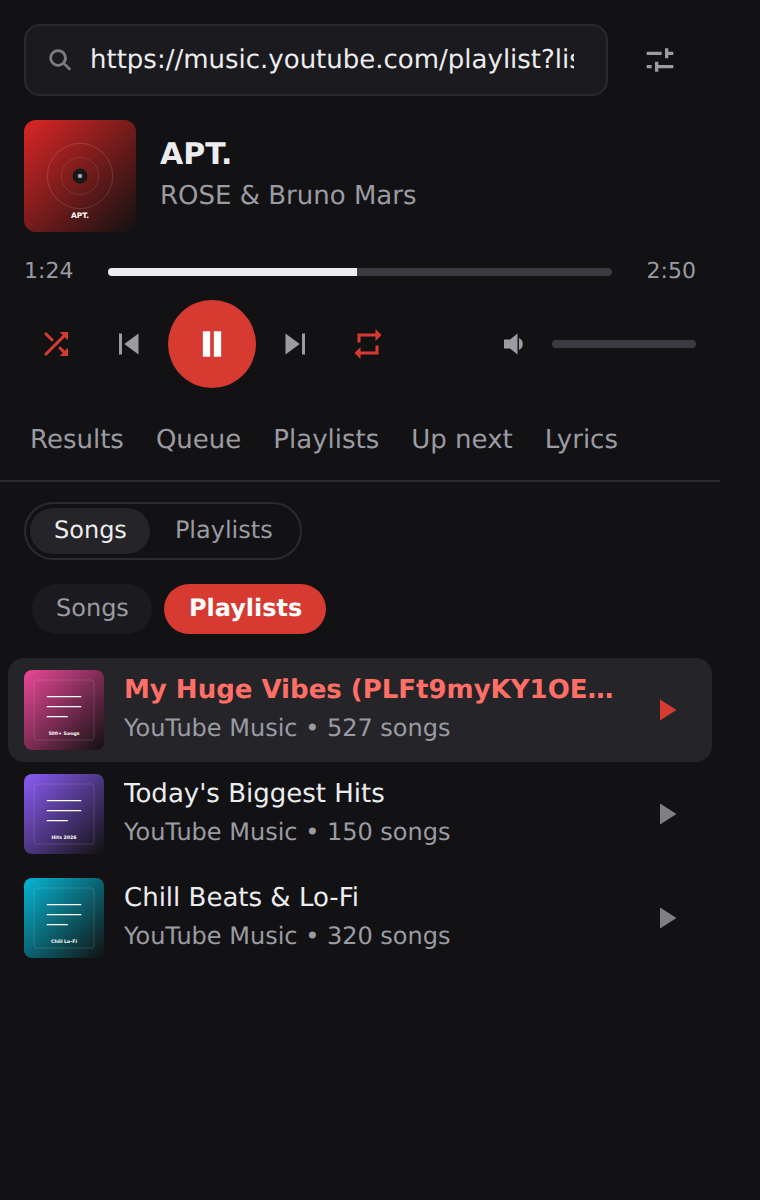 https://music.youtube.com/playlist?lis
APT.
ROSE & Bruno Mars
APT.
1:24
2:50
Results Queue Playlists Up next Lyrics
Songs Playlists
Songs Playlists
My Huge Vibes (PLFt9myKY1OE…
YouTube Music • 527 songs
500+ Songs
Today's Biggest Hits
YouTube Music • 150 songs
Hits 2026
Chill Beats & Lo-Fi
YouTube Music • 320 songs
Chill Lo-Fi